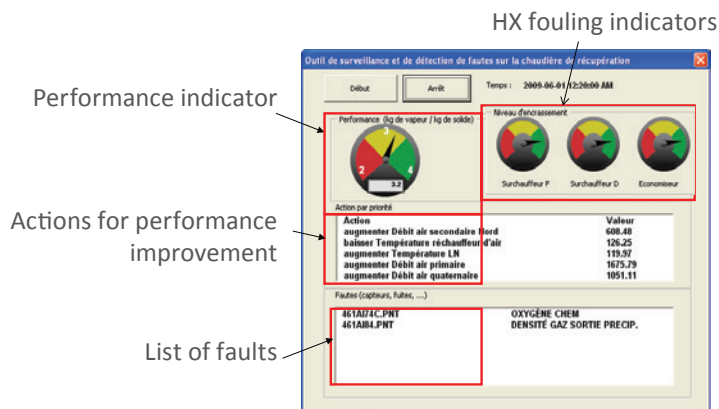 HX fouling indicators
Outil de surveillance et de détection de fautes sur la chaudière de récupération
Début
Arrêt
Temps : 2009-06-01 12:20:00 AM
Performance indicator
Performance (kg de vapeur / kg de solide)
Niveau d'encrassement
3
2
4
3.2
Surchauffeur P
Surchauffeur D
Economiseur
Action par priorité
Actions for performance
improvement
Action Valeur
augmenter Débit air secondaire Nord 608.48
baisser Température réchauffeur d'air 126.25
augmenter Température LN 119.97
augmenter Débit air primaire 1675.79
augmenter Débit air quaternaire 1051.11
Fautes (capteurs, fuites, ....)
461AI74C.PNT OXYGÈNE CHEM
461AI84.PNT DENSITÉ GAZ SORTIE PRECIP.
List of faults